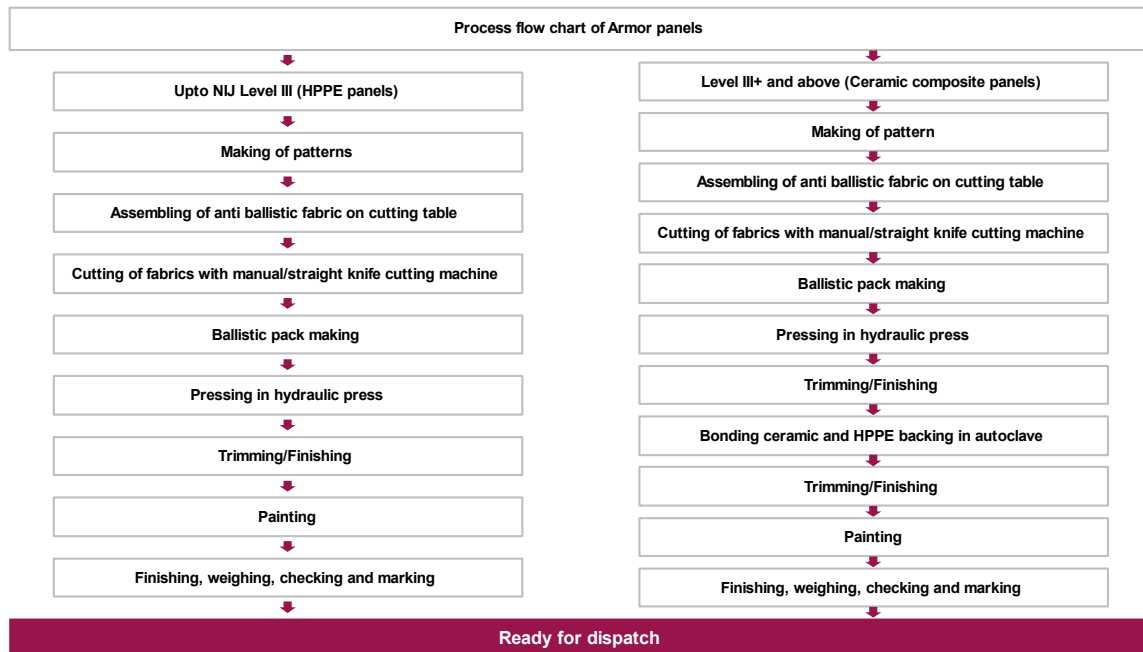 Process flow chart of Armor panels
Upto NIJ Level III (HPPE panels)
Making of patterns
Assembling of anti ballistic fabric on cutting table
Cutting of fabrics with manual/straight knife cutting machine
Ballistic pack making
Pressing in hydraulic press
Trimming/Finishing
Painting
Finishing, weighing, checking and marking
Level III+ and above (Ceramic composite panels)
Making of pattern
Assembling of anti ballistic fabric on cutting table
Cutting of fabrics with manual/straight knife cutting machine
Ballistic pack making
Pressing in hydraulic press
Trimming/Finishing
Bonding ceramic and HPPE backing in autoclave
Trimming/Finishing
Painting
Finishing, weighing, checking and marking
Ready for dispatch